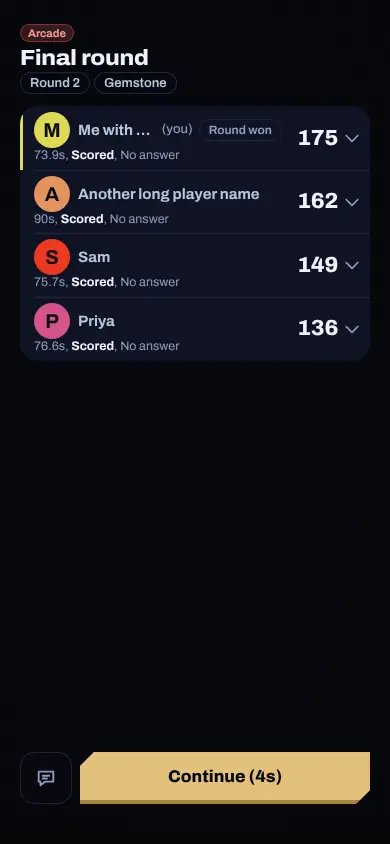 Arcade
Final round
Round 2 Gemstone
M Me with ... (you) Round won 175
73.9s, Scored, No answer
A Another long player name 162
90s, Scored, No answer
S Sam 149
75.7s, Scored, No answer
P Priya 136
76.6s, Scored, No answer
Continue (4s)